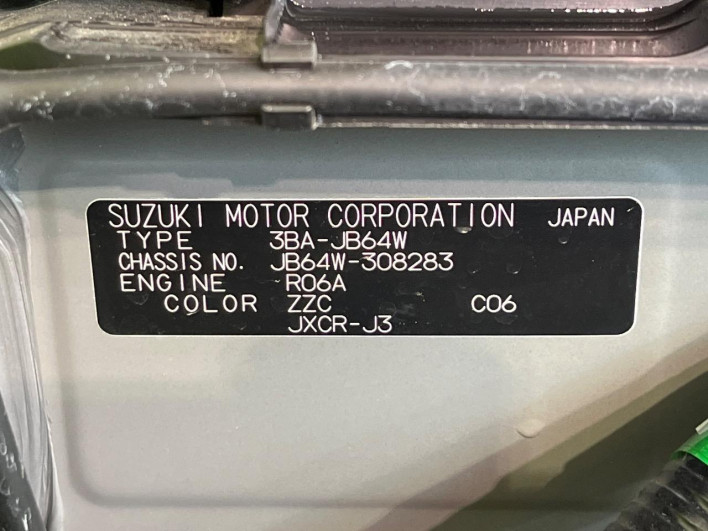 SUZUKI MOTOR CORPORATION JAPAN
TYPE 3BA-JB64W
CHASSIS NO. JB64W-308283
ENGINE R06A
COLOR ZZC C06
JXCR-J3